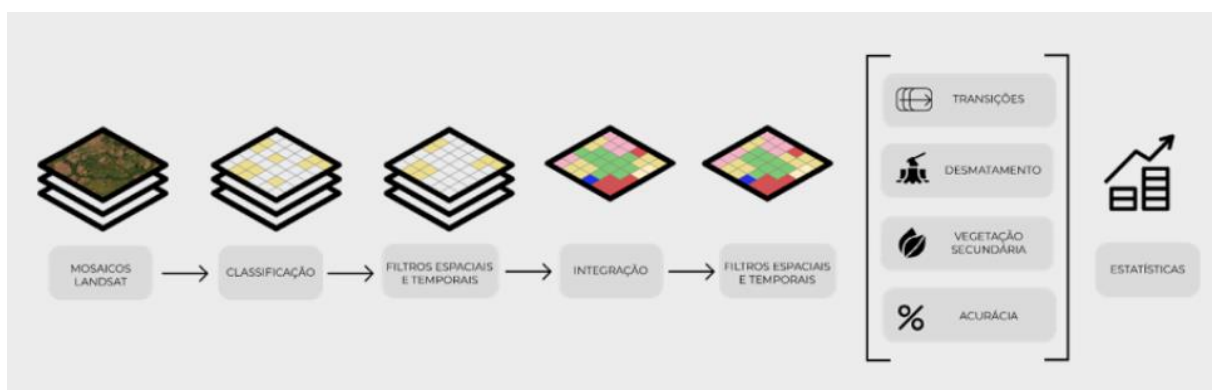 MOSAICOS
LANDSAT
CLASSIFICAÇÃO
FILTROS ESPACIAIS
E TEMPORAIS
INTEGRAÇÃO
FILTROS ESPACIAIS
E TEMPORAIS
TRANSIÇÕES
DESMATAMENTO
VEGETAÇÃO
SECUNDÁRIA
%
ACURÁCIA
ESTATÍSTICAS